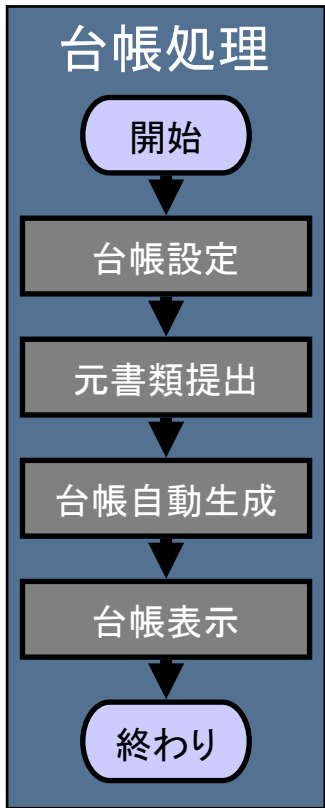 台帳処理
開始
台帳設定
元書類提出
台帳自動生成
台帳表示
終わり